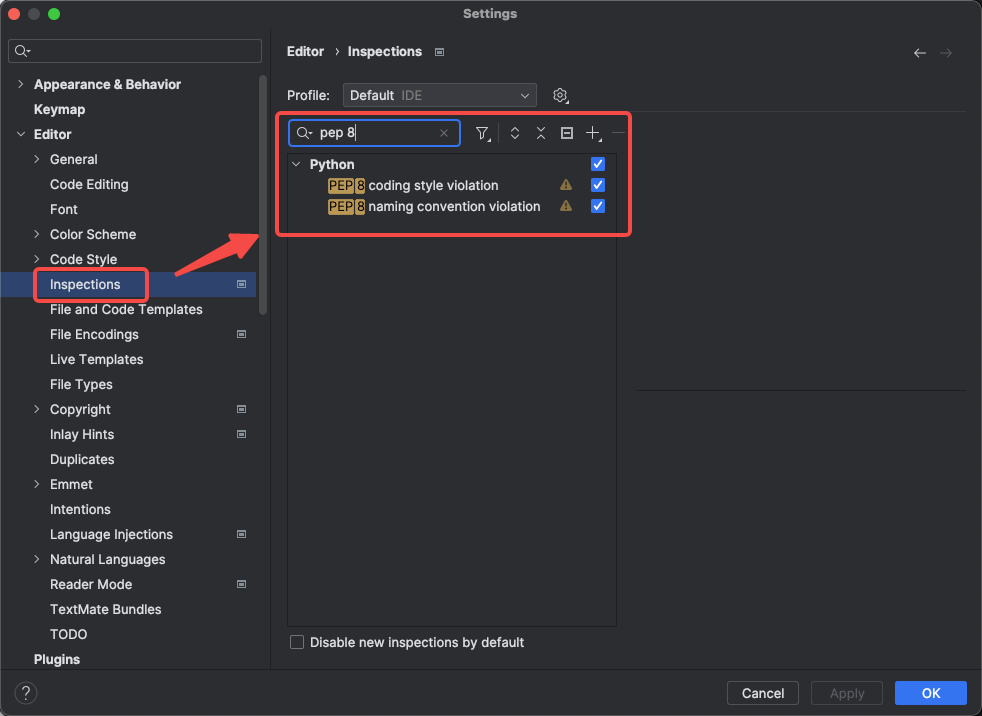 Settings
Appearance & Behavior
Keymap
Editor
General
Code Editing
Font
Color Scheme
Code Style
Inspections
File and Code Templates
File Encodings
Live Templates
File Types
Copyright
Inlay Hints
Duplicates
Emmet
Intentions
Language Injections
Natural Languages
Reader Mode
TextMate Bundles
TODO
Plugins
Editor › Inspections
Profile: Default IDE
pep 8
Python
PEP 8 coding style violation
PEP 8 naming convention violation
Disable new inspections by default
? Cancel Apply OK